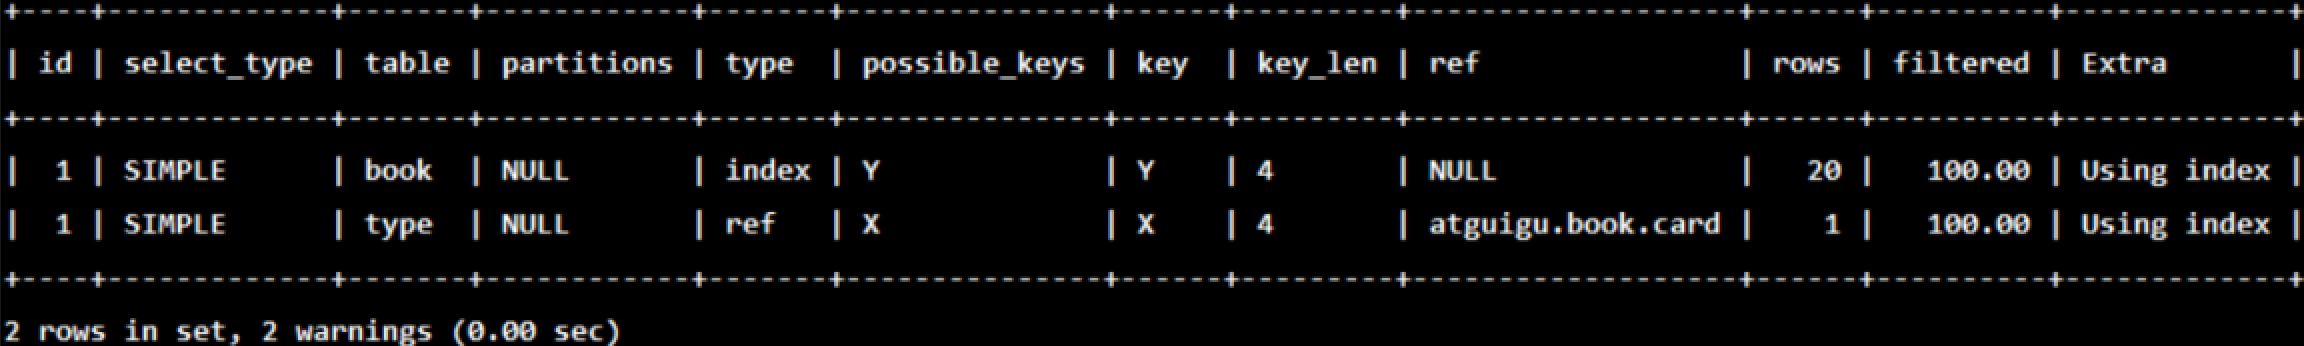 +----+-------------+-------+------------+-------+---------------+------+---------+-------------------+------+----------+-------------+
| id | select_type | table | partitions | type  | possible_keys | key  | key_len | ref               | rows | filtered | Extra       |
+----+-------------+-------+------------+-------+---------------+------+---------+-------------------+------+----------+-------------+
|  1 | SIMPLE      | book  | NULL       | index | Y             | Y    | 4       | NULL              |   20 |   100.00 | Using index |
|  1 | SIMPLE      | type  | NULL       | ref   | X             | X    | 4       | atguigu.book.card |    1 |   100.00 | Using index |
+----+-------------+-------+------------+-------+---------------+------+---------+-------------------+------+----------+-------------+
2 rows in set, 2 warnings (0.00 sec)